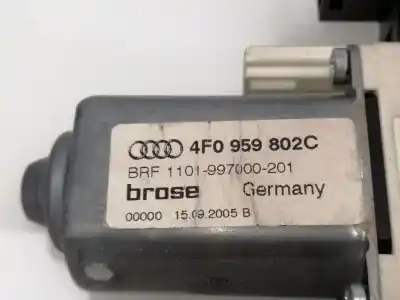 4F0 959 802C
BRF 1101-997000-201
brose Germany
00000 15.09.2005 B